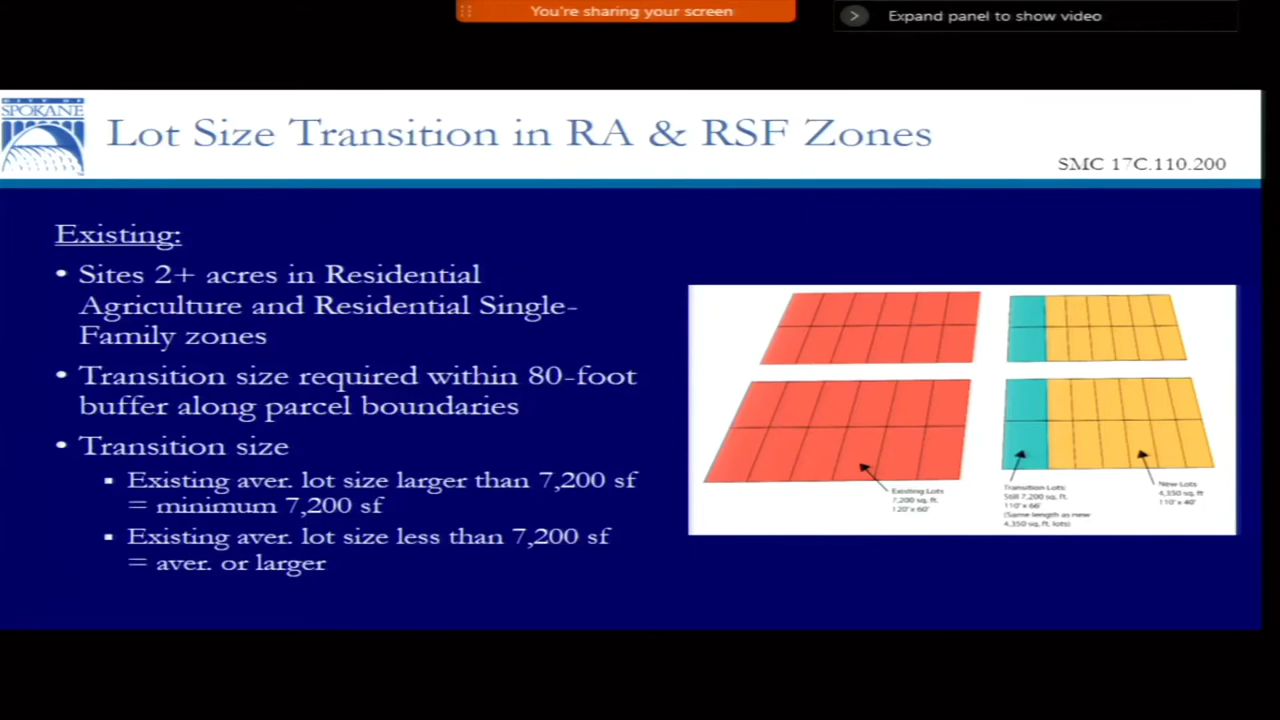 You're sharing your screen
Expand panel to show video
CITY OF
SPOKANE
Lot Size Transition in RA & RSF Zones
SMC 17C.110.200
Existing:
• Sites 2+ acres in Residential
Agriculture and Residential Single-
Family zones
• Transition size required within 80-foot
buffer along parcel boundaries
• Transition size
▪ Existing aver. lot size larger than 7,200 sf
= minimum 7,200 sf
▪ Existing aver. lot size less than 7,200 sf
= aver. or larger
Existing Lots
7,200 sq. ft.
120'x 60'
Transition Lots:
Still 7,200 sq. ft.
110'x 66'
(Same length as new
4,350 sq. ft. lots)
New Lots
4,350 sq. ft
110'x 40'